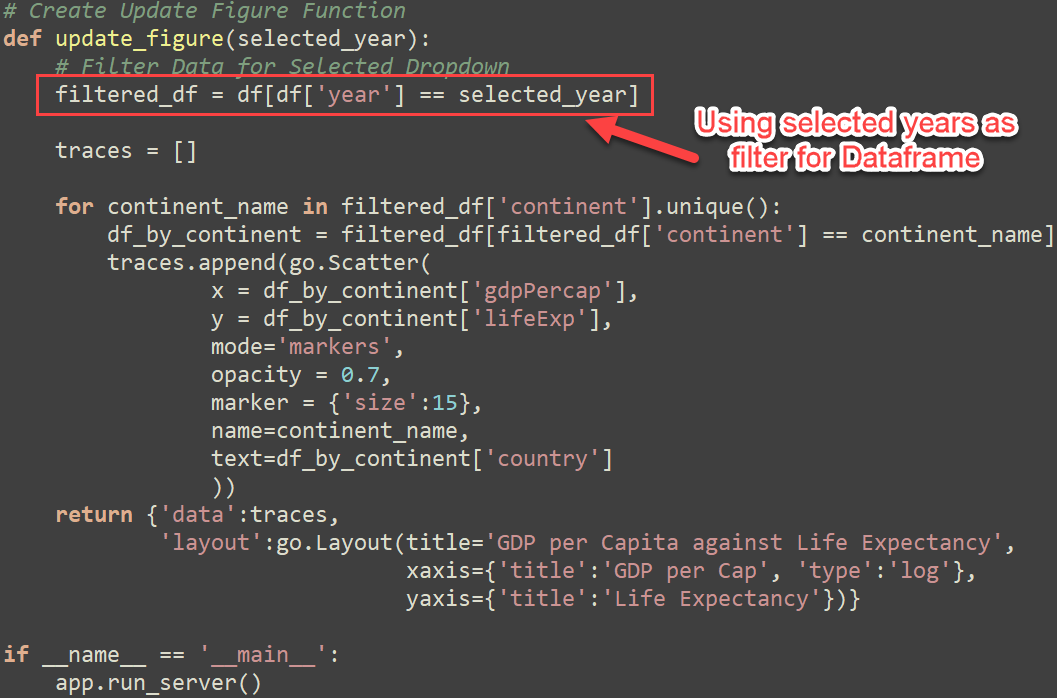 # Create Update Figure Function
def update_figure(selected_year):
    # Filter Data for Selected Dropdown
    filtered_df = df[df['year'] == selected_year]
Using selected years as
filter for Dataframe
    traces = []
    for continent_name in filtered_df['continent'].unique():
        df_by_continent = filtered_df[filtered_df['continent'] == continent_name]
        traces.append(go.Scatter(
                x = df_by_continent['gdpPercap'],
                y = df_by_continent['lifeExp'],
                mode='markers',
                opacity = 0.7,
                marker = {'size':15},
                name=continent_name,
                text=df_by_continent['country']
                ))
    return {'data':traces,
            'layout':go.Layout(title='GDP per Capita against Life Expectancy',
                               xaxis={'title':'GDP per Cap', 'type':'log'},
                               yaxis={'title':'Life Expectancy'})}
if __name__ == '__main__':
    app.run_server()